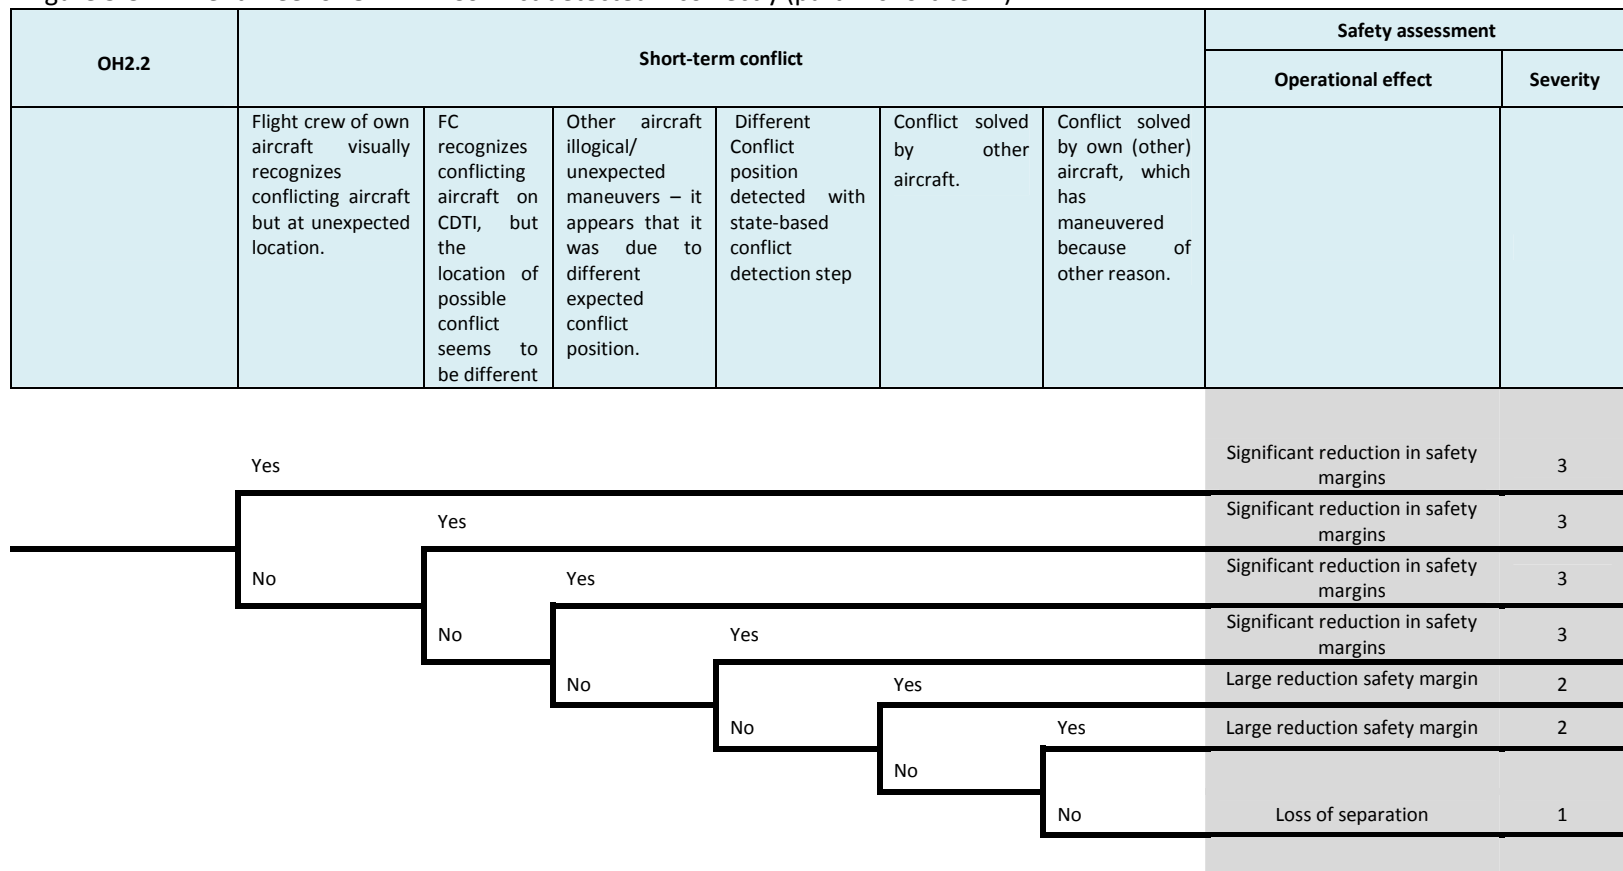 Figure conflict detected incorrectly
OH2.2
Short-term conflict
Safety assessment
Operational effect
Severity
Flight crew of own
aircraft visually
recognizes
conflicting aircraft
but at unexpected
location.
FC
recognizes
conflicting
aircraft on
CDTI, but
the
location of
possible
conflict
seems to
be different
Other aircraft
illogical/
unexpected
maneuvers – it
appears that it
was due to
different
expected
conflict
position.
Different
Conflict
position
detected with
state-based
conflict
detection step
Conflict solved
by other
aircraft.
Conflict solved
by own (other)
aircraft, which
has
maneuvered
because of
other reason.
Yes
Significant reduction in safety
margins
3
Yes
Significant reduction in safety
margins
3
No
Yes
Significant reduction in safety
margins
3
No
Yes
Significant reduction in safety
margins
3
No
Yes
Large reduction safety margin
2
No
Yes
Large reduction safety margin
2
No
No
Loss of separation
1